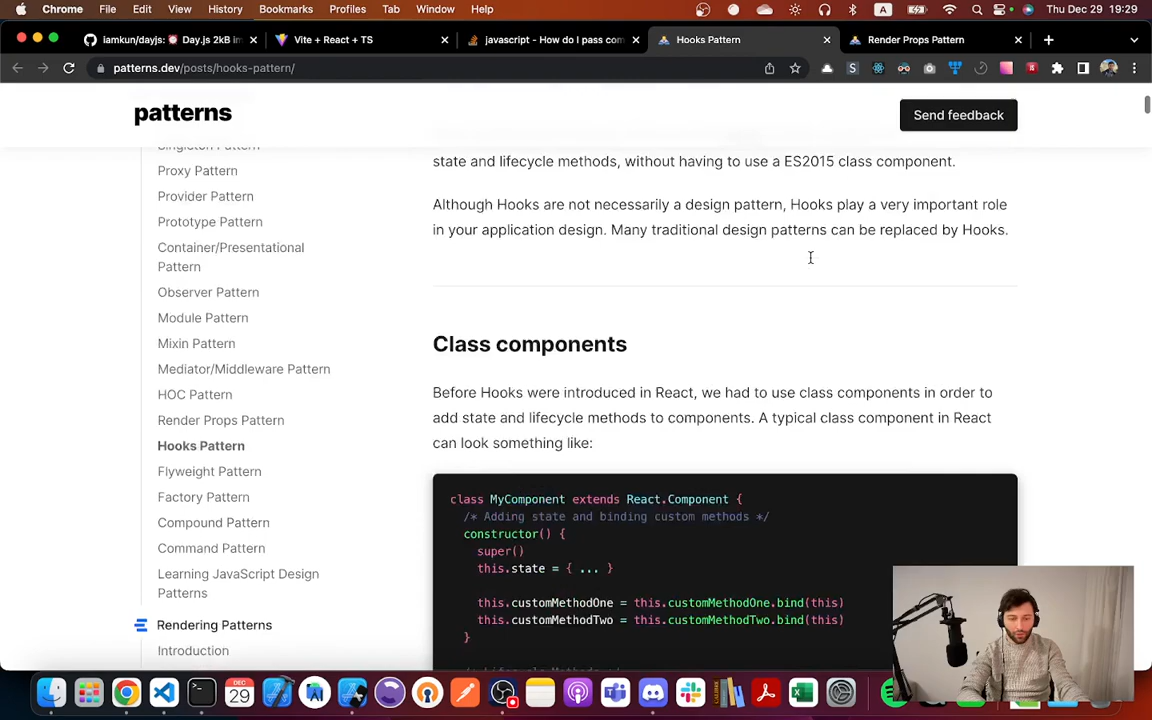 Chrome File Edit View History Bookmarks Profiles Tab Window Help
A Thu Dec 29 19:29
iamkun/dayjs: ⏰ Day.js 2kB im
Vite + React + TS
javascript - How do I pass com
Hooks Pattern
Render Props Pattern
patterns.dev/posts/hooks-pattern/
patterns
Send feedback
Singleton Pattern
Proxy Pattern
Provider Pattern
Prototype Pattern
Container/Presentational
Pattern
Observer Pattern
Module Pattern
Mixin Pattern
Mediator/Middleware Pattern
HOC Pattern
Render Props Pattern
Hooks Pattern
Flyweight Pattern
Factory Pattern
Compound Pattern
Command Pattern
Learning JavaScript Design
Patterns
Rendering Patterns
Introduction
state and lifecycle methods, without having to use a ES2015 class component.
Although Hooks are not necessarily a design pattern, Hooks play a very important role
in your application design. Many traditional design patterns can be replaced by Hooks.
Class components
Before Hooks were introduced in React, we had to use class components in order to
add state and lifecycle methods to components. A typical class component in React
can look something like:
class MyComponent extends React.Component {
/* Adding state and binding custom methods */
constructor() {
super()
this.state = { ... }
this.customMethodOne = this.customMethodOne.bind(this)
this.customMethodTwo = this.customMethodTwo.bind(this)
}
DEC
29